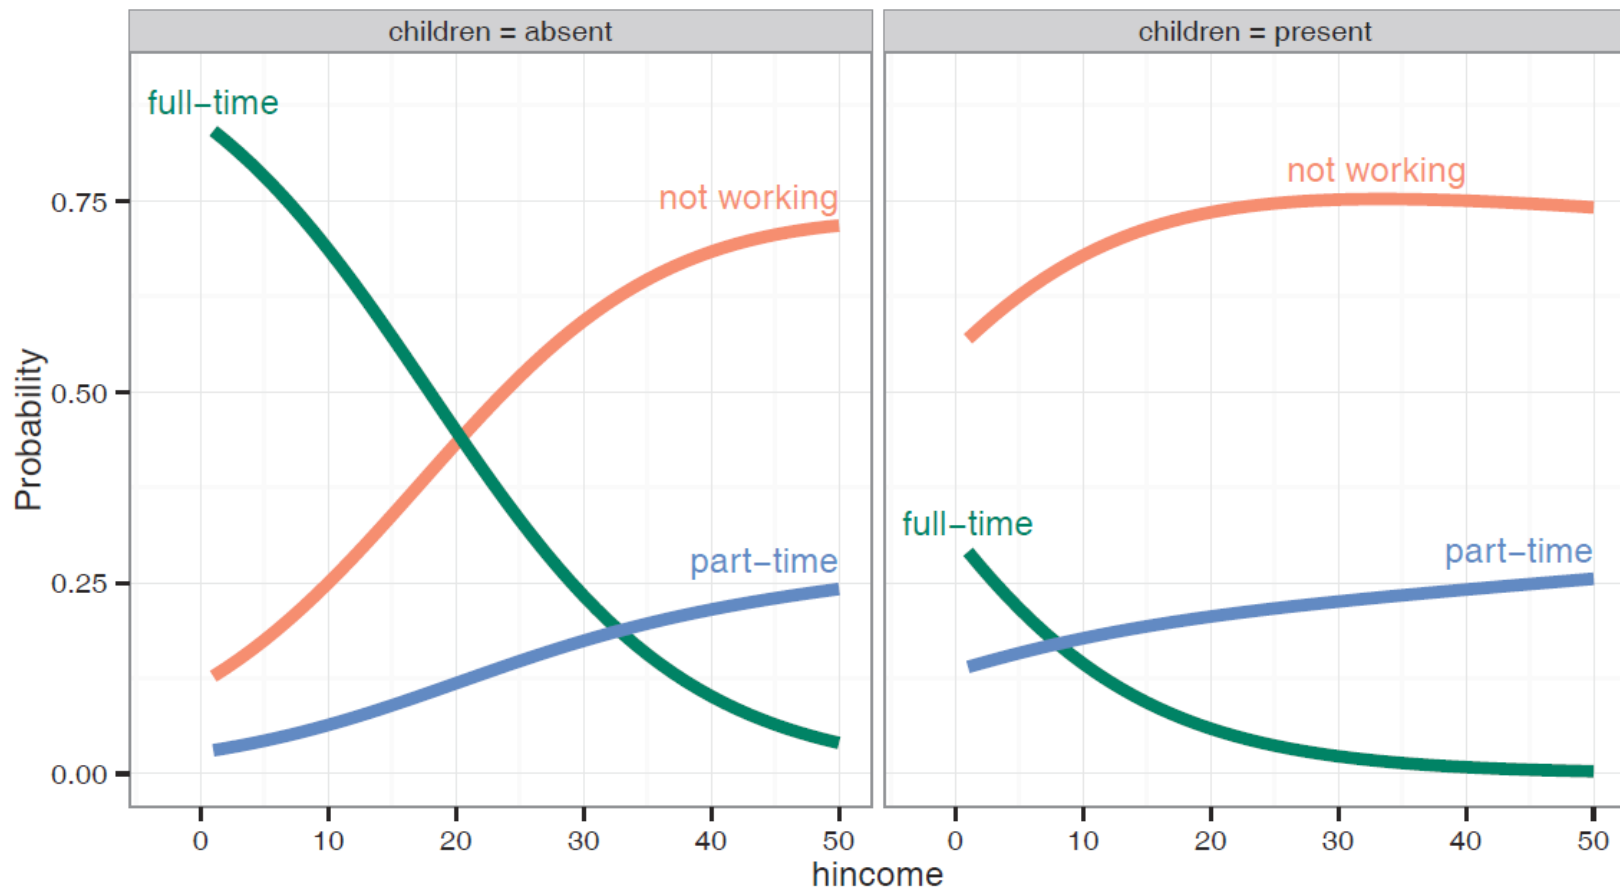 children = absent
children = present
full−time
not working
part−time
not working
full−time
part−time
Probability
0.75
0.50
0.25
0.00
0 10 20 30 40 50
0 10 20 30 40 50
hincome